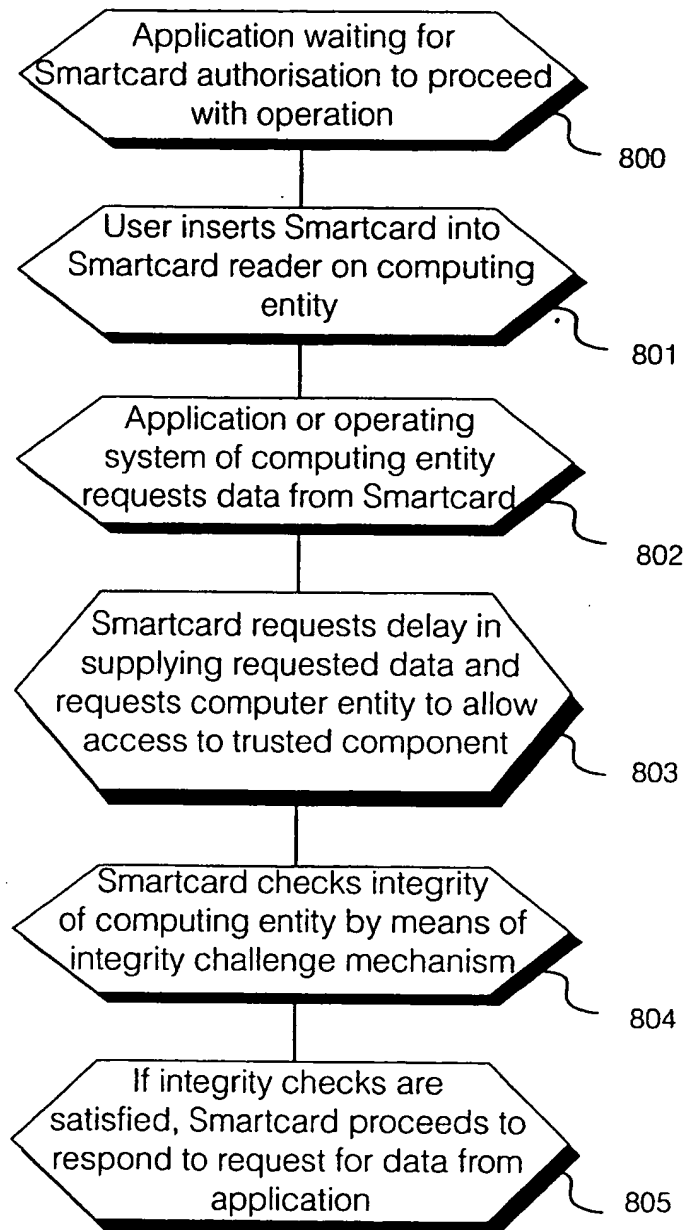 Application waiting for
Smartcard authorisation to proceed
with operation
800
User inserts Smartcard into
Smartcard reader on computing
entity
801
Application or operating
system of computing entity
requests data from Smartcard
802
Smartcard requests delay in
supplying requested data and
requests computer entity to allow
access to trusted component
803
Smartcard checks integrity
of computing entity by means of
integrity challenge mechanism
804
If integrity checks are
satisfied, Smartcard proceeds to
respond to request for data from
application
805